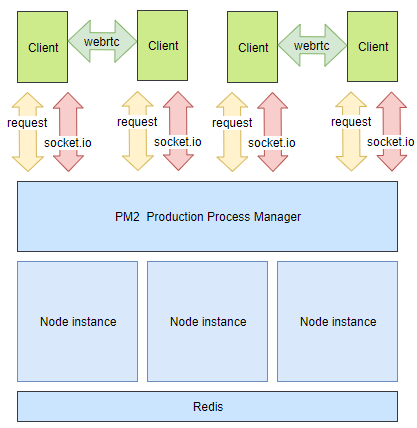 Client
webrtc
Client
Client
webrtc
Client
request
socket.io
request
socket.io
request
socket.io
request
socket.io
PM2  Production Process Manager
Node instance
Node instance
Node instance
Redis